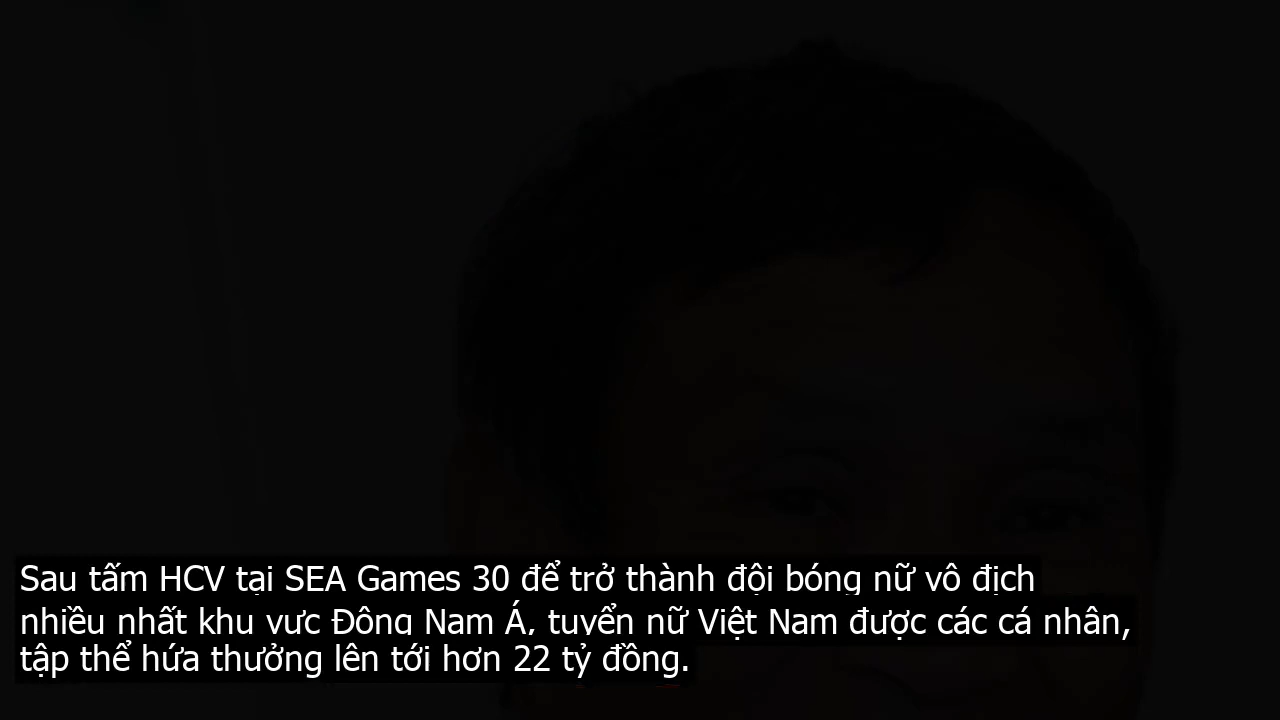 Sau tấm HCV tại SEA Games 30 để trở thành đội bóng nữ vô địch
nhiều nhất khu vực Đông Nam Á, tuyển nữ Việt Nam được các cá nhân,
tập thể hứa thưởng lên tới hơn 22 tỷ đồng.